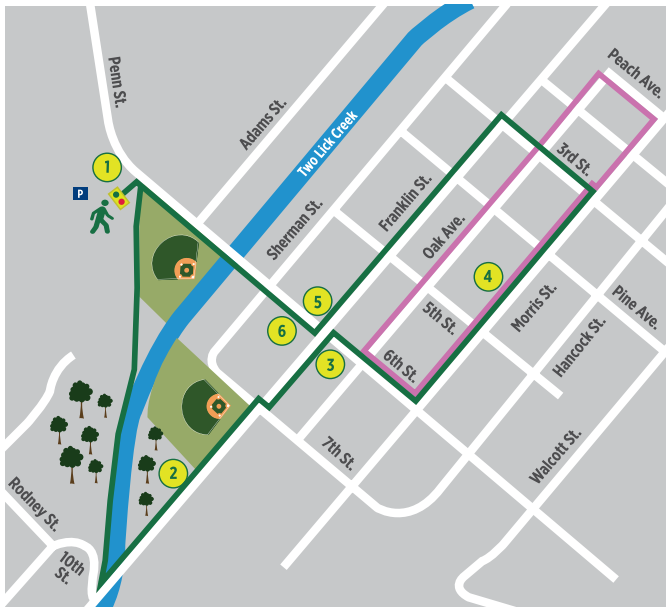 Peach Ave.
Penn St.
Adams St.
Two Lick Creek
3rd St.
1
P
Franklin St.
Sherman St.
Oak Ave.
4
5
Morris St.
Pine Ave.
5th St.
6
Hancock St.
3
6th St.
7th St.
Walcott St.
2
Rodney St.
10th
St.